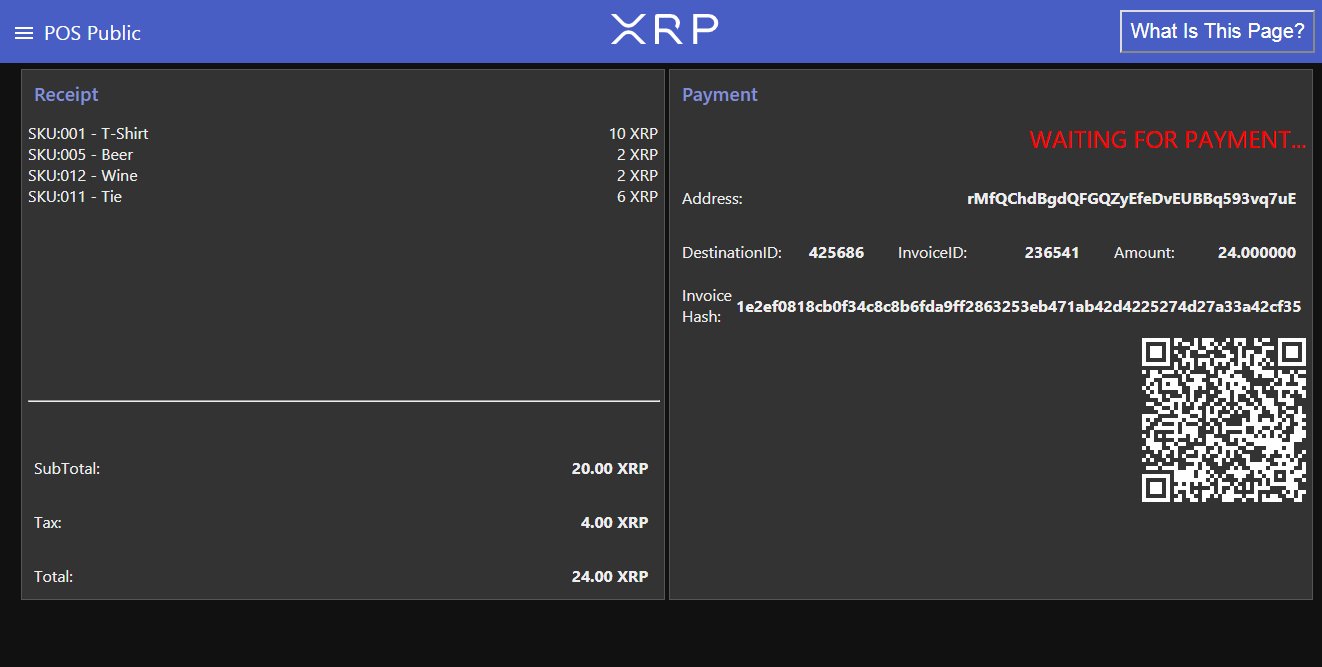 POS Public
XRP
What Is This Page?
Receipt
SKU:001 - T-Shirt 10 XRP
SKU:005 - Beer 2 XRP
SKU:012 - Wine 2 XRP
SKU:011 - Tie 6 XRP
SubTotal: 20.00 XRP
Tax: 4.00 XRP
Total: 24.00 XRP
Payment
WAITING FOR PAYMENT...
Address: rMfQChdBgdQFGQZyEfeDvEUBBq593vq7uE
DestinationID: 425686 InvoiceID: 236541 Amount: 24.000000
Invoice
Hash: 1e2ef0818cb0f34c8c8b6fda9ff2863253eb471ab42d4225274d27a33a42cf35